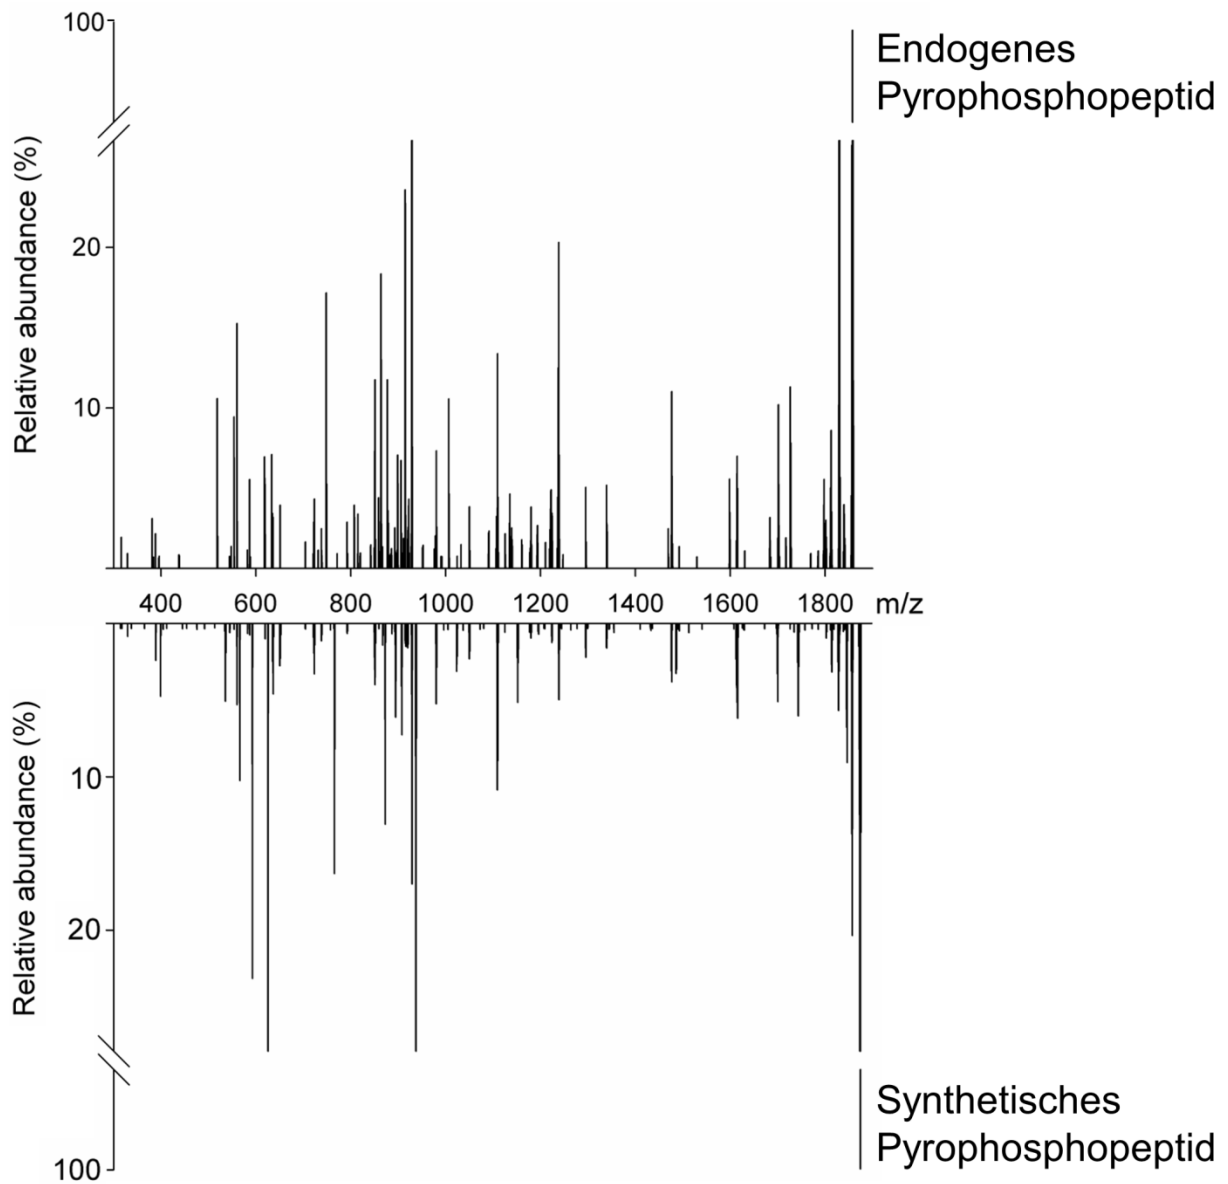 100
Endogenes
Pyrophosphopeptid
Relative abundance (%)
20
10
400 600 800 1000 1200 1400 1600 1800 m/z
Relative abundance (%)
10
20
Synthetisches
Pyrophosphopeptid
100